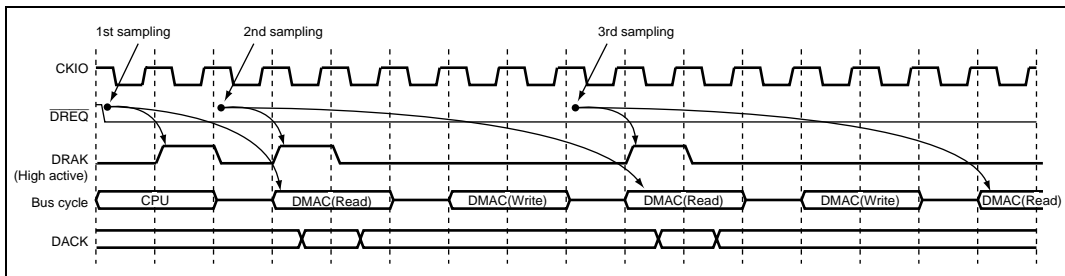 1st sampling
2nd sampling
3rd sampling
CKIO
DREQ
DRAK
(High active)
Bus cycle
CPU
DMAC(Read)
DMAC(Write)
DMAC(Read)
DMAC(Write)
DMAC(Read)
DACK